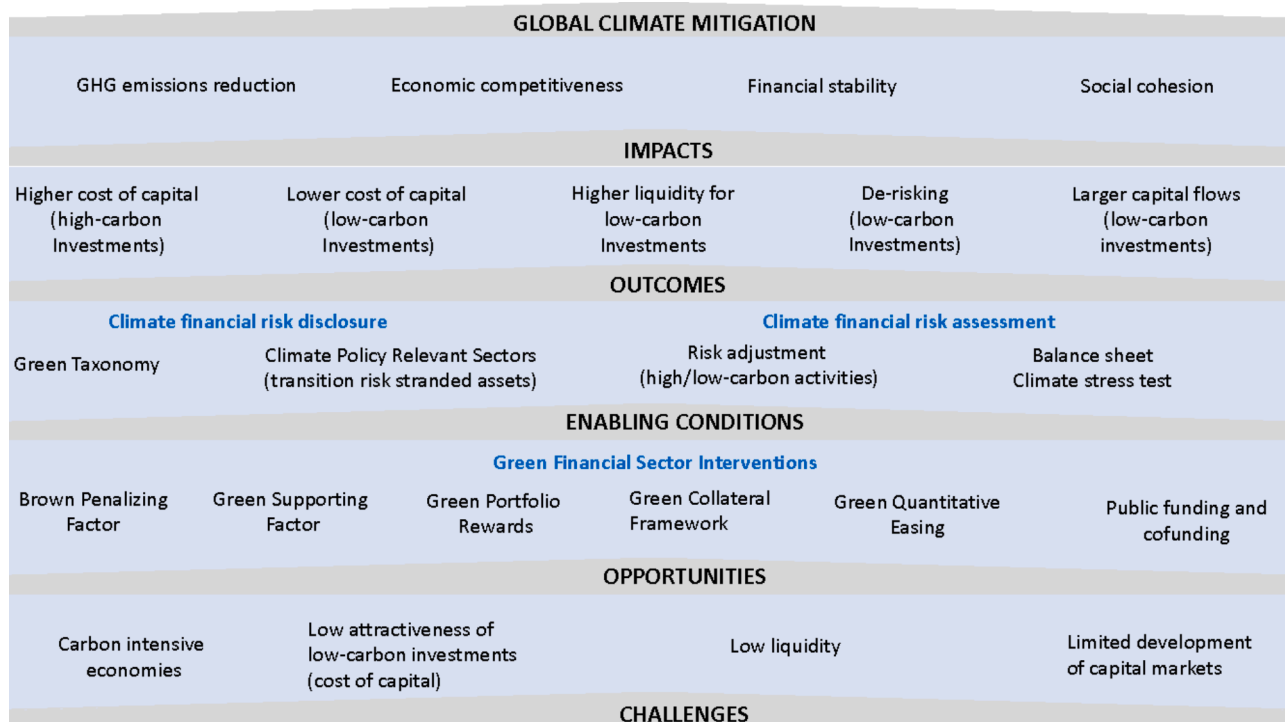 GLOBAL CLIMATE MITIGATION
GHG emissions reduction
Economic competitiveness
Financial stability
Social cohesion
IMPACTS
Higher cost of capital
(high-carbon
Investments)
Lower cost of capital
(low-carbon
Investments)
Higher liquidity for
low-carbon
Investments
De-risking
(low-carbon
Investments)
Larger capital flows
(low-carbon
investments)
OUTCOMES
Climate financial risk disclosure
Climate financial risk assessment
Green Taxonomy
Climate Policy Relevant Sectors
(transition risk stranded assets)
Risk adjustment
(high/low-carbon activities)
Balance sheet
Climate stress test
ENABLING CONDITIONS
Green Financial Sector Interventions
Brown Penalizing
Factor
Green Supporting
Factor
Green Portfolio
Rewards
Green Collateral
Framework
Green Quantitative
Easing
Public funding and
cofunding
OPPORTUNITIES
Carbon intensive
economies
Low attractiveness of
low-carbon investments
(cost of capital)
Low liquidity
Limited development
of capital markets
CHALLENGES